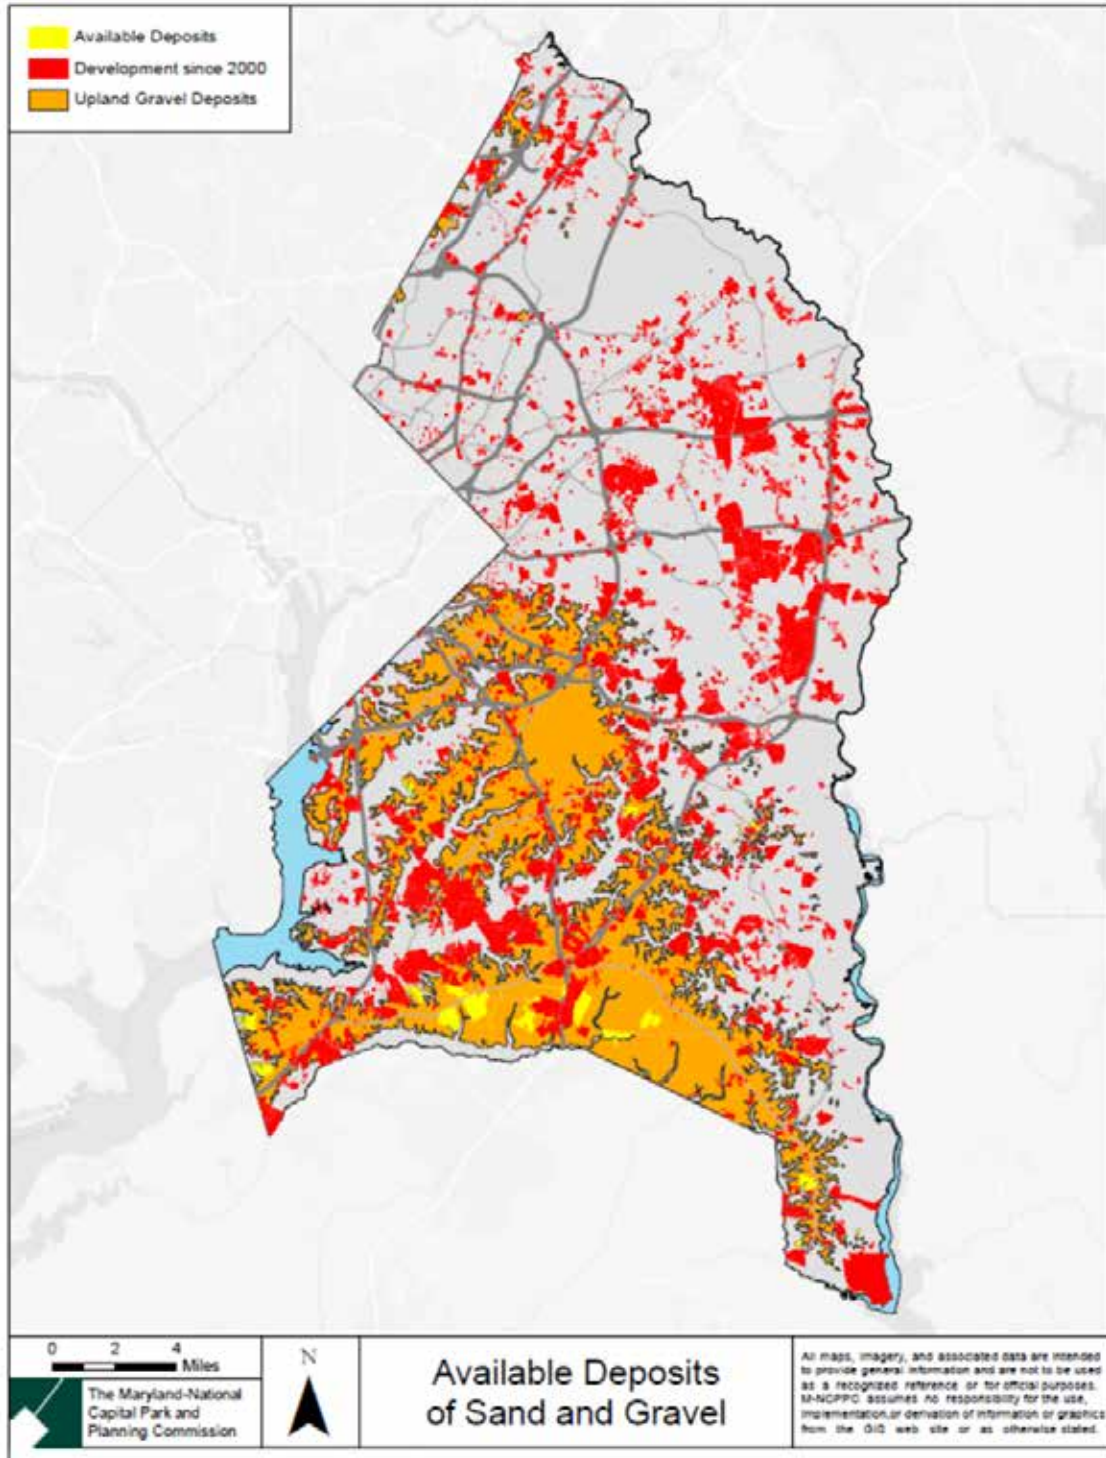 Available Deposits
Development since 2000
Upland Gravel Deposits
0 2 4
Miles
The Maryland-National
Capital Park and
Planning Commission
N
Available Deposits
of Sand and Gravel
All maps, imagery, and associated data are intended
to provide general information and are not to be used
as a recognized reference or for official purposes.
M-NCPPC assumes no responsibility for the use,
implementation,or derivation of information or graphics
from the GIS web site or as otherwise stated.